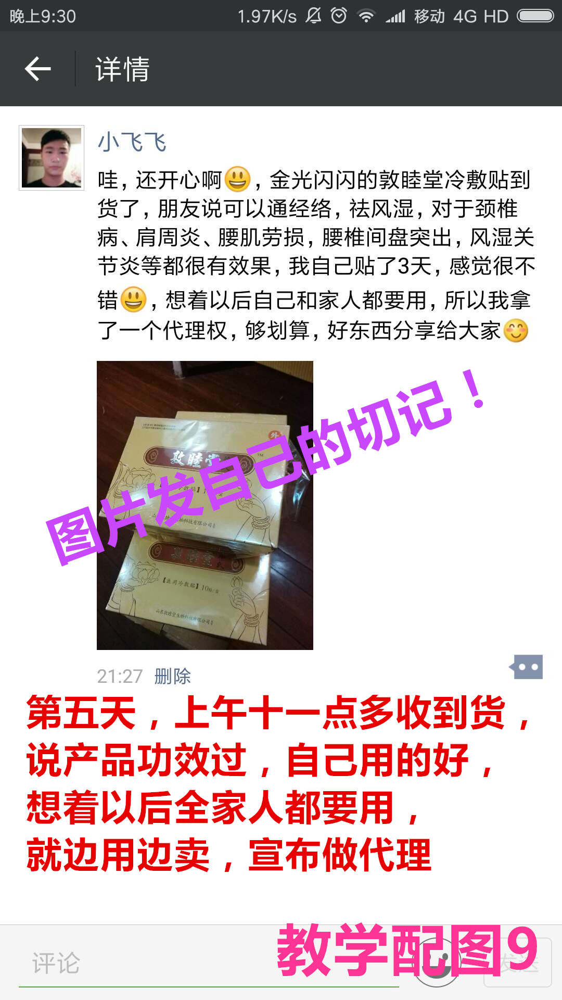 晚上9:30 1.97K/s 移动 4G HD
详情
小飞飞
哇,还开心啊😃,金光闪闪的敦睦堂冷敷贴到
货了,朋友说可以通经络,祛风湿,对于颈椎
病、肩周炎、腰肌劳损,腰椎间盘突出,风湿关
节炎等都很有效果,我自己贴了3天,感觉很不
错😃,想着以后自己和家人都要用,所以我拿
了一个代理权,够划算,好东西分享给大家😊
外
敦睦堂
TM
图片发自己的切记！
敦睦堂
【医用冷敷贴】10贴/盒
山东敦睦堂生物科技有限公司
21:27 删除
第五天，上午十一点多收到货，
说产品功效过，自己用的好，
想着以后全家人都要用，
就边用边卖，宣布做代理
教学配图9
评论
发送